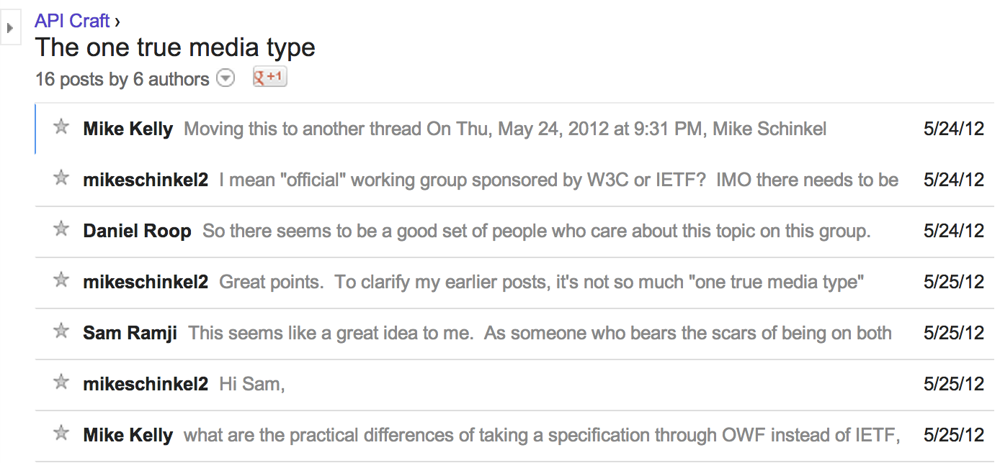 API Craft ›
The one true media type
16 posts by 6 authors g +1
Mike Kelly Moving this to another thread On Thu, May 24, 2012 at 9:31 PM, Mike Schinkel 5/24/12
mikeschinkel2 I mean "official" working group sponsored by W3C or IETF? IMO there needs to be 5/24/12
Daniel Roop So there seems to be a good set of people who care about this topic on this group. 5/24/12
mikeschinkel2 Great points. To clarify my earlier posts, it's not so much "one true media type" 5/25/12
Sam Ramji This seems like a great idea to me. As someone who bears the scars of being on both 5/25/12
mikeschinkel2 Hi Sam, 5/25/12
Mike Kelly what are the practical differences of taking a specification through OWF instead of IETF, 5/25/12